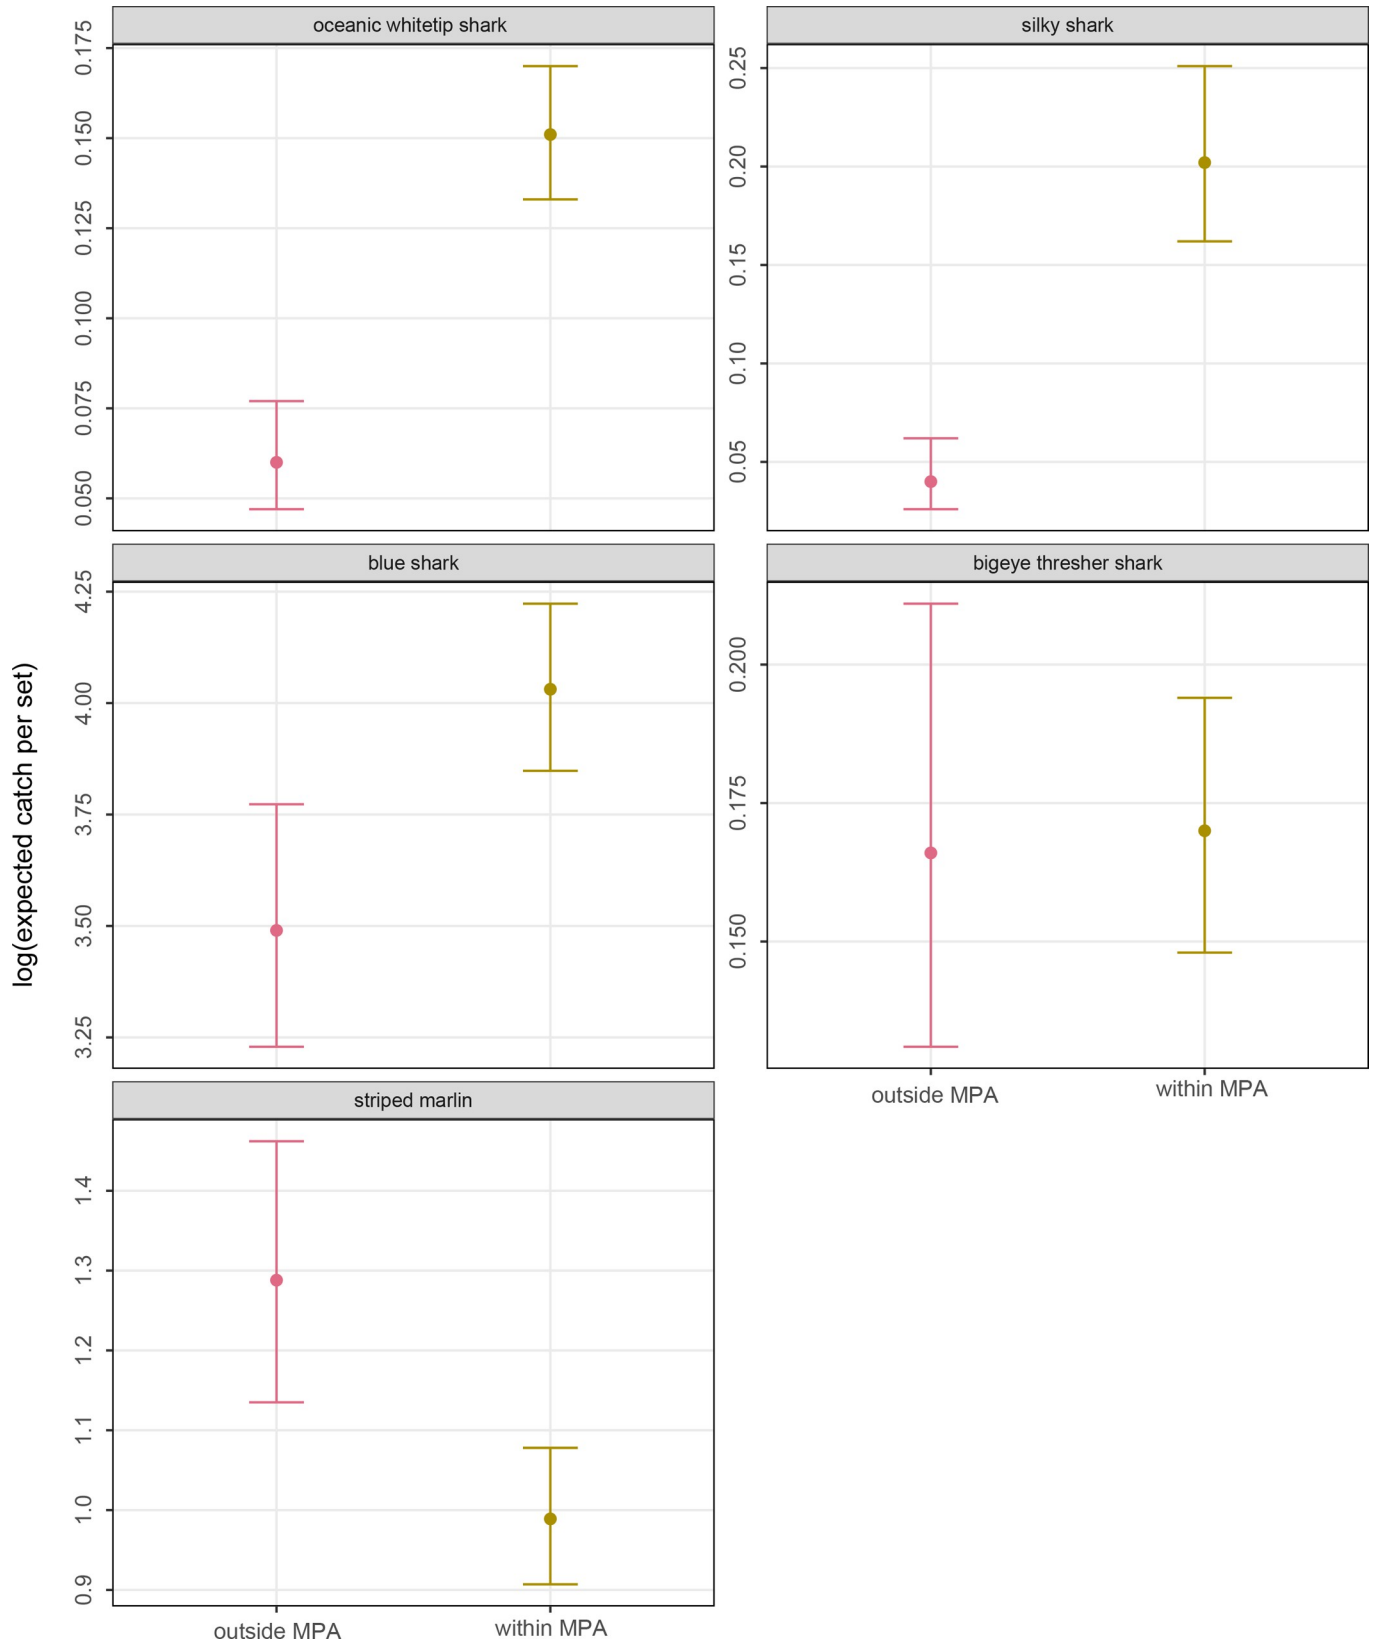 oceanic whitetip shark
silky shark
0.175
0.150
0.125
0.100
0.075
0.050
0.25
0.20
0.15
0.10
0.05
blue shark
bigeye thresher shark
log(expected catch per set)
4.25
4.00
3.75
3.50
3.25
0.200
0.175
0.150
outside MPA
within MPA
striped marlin
1.4
1.3
1.2
1.1
1.0
0.9
outside MPA
within MPA